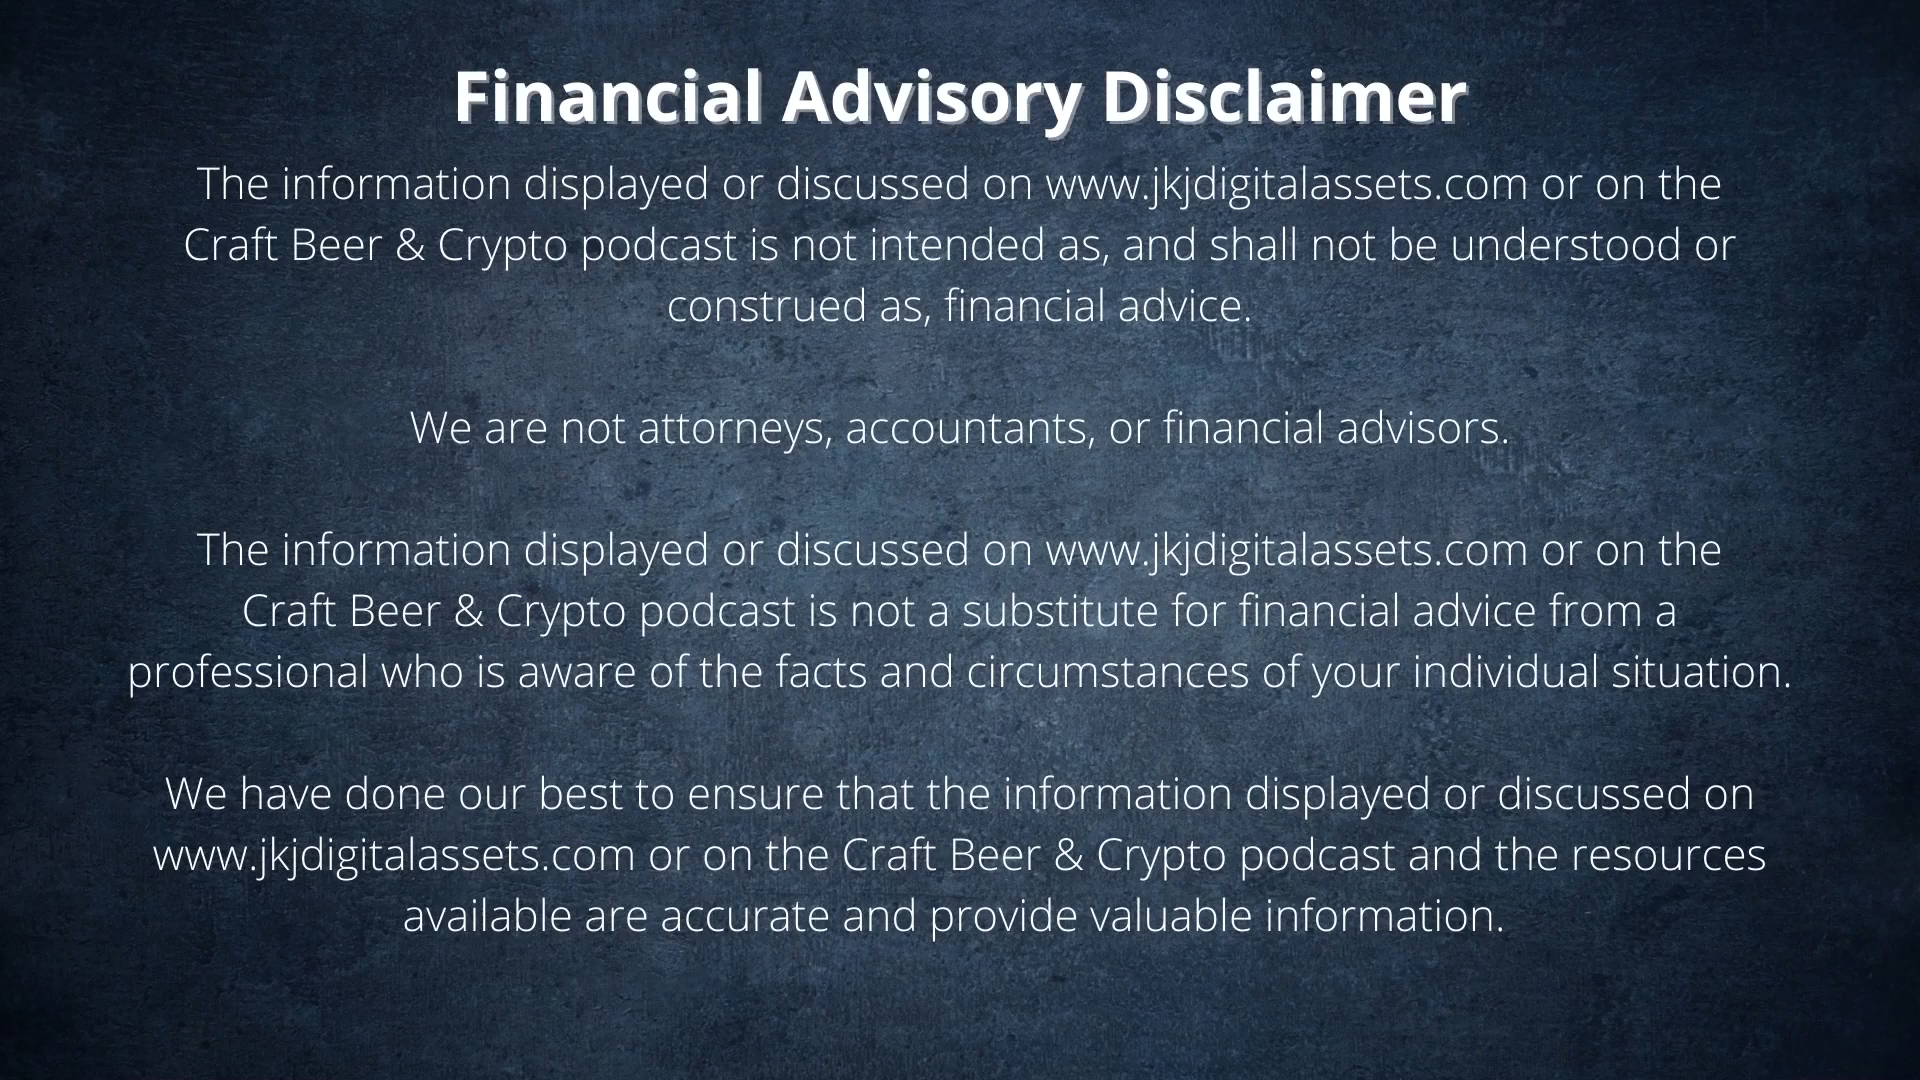 Financial Advisory Disclaimer
The information displayed or discussed on www.jkjdigitalassets.com or on the
Craft Beer & Crypto podcast is not intended as, and shall not be understood or
construed as, financial advice.
We are not attorneys, accountants, or financial advisors.
The information displayed or discussed on www.jkjdigitalassets.com or on the
Craft Beer & Crypto podcast is not a substitute for financial advice from a
professional who is aware of the facts and circumstances of your individual situation.
We have done our best to ensure that the information displayed or discussed on
www.jkjdigitalassets.com or on the Craft Beer & Crypto podcast and the resources
available are accurate and provide valuable information.